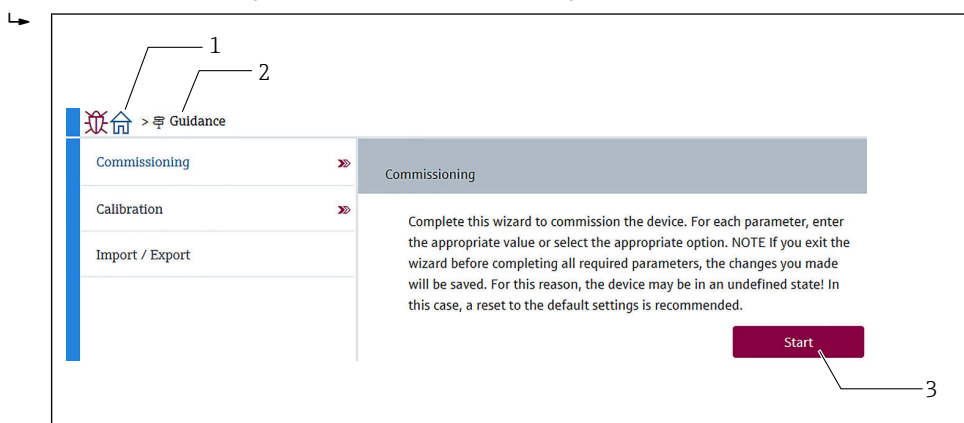 1
2
> Guidance
Commissioning
Calibration
Import / Export
Commissioning
Complete this wizard to commission the device. For each parameter, enter
the appropriate value or select the appropriate option. NOTE If you exit the
wizard before completing all required parameters, the changes you made
will be saved. For this reason, the device may be in an undefined state! In
this case, a reset to the default settings is recommended.
Start
3